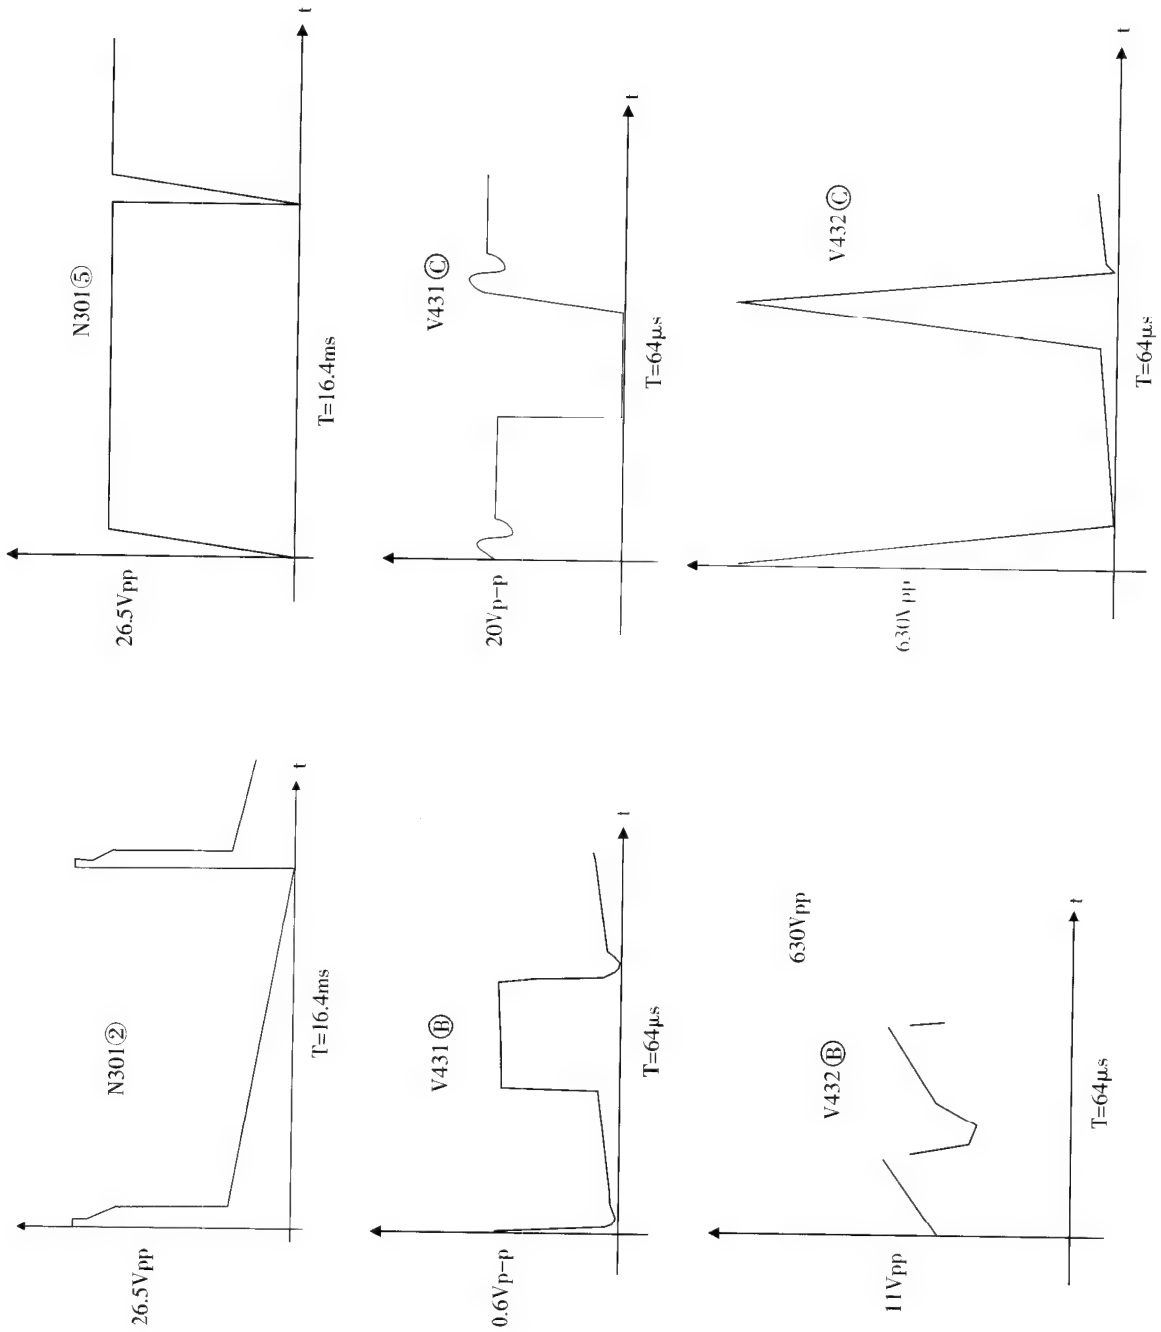 N301②
26.5Vpp
t
T=16.4ms
N301⑤
26.5Vpp
t
T=16.4ms
V431Ⓑ
0.6Vp-p
t
T=64μs
V431Ⓒ
20Vp-p
t
T=64μs
V432Ⓑ
630Vpp
11Vpp
t
T=64μs
V432Ⓒ
630Vpp
t
T=64μs